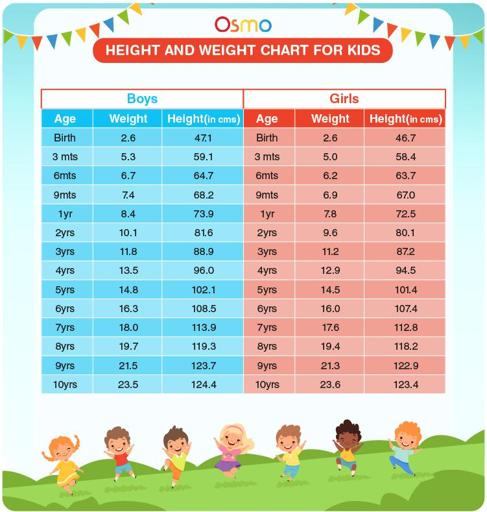 Osmo
HEIGHT AND WEIGHT CHART FOR KIDS
Boys Girls
Age Weight Height(in cms) Age Weight Height(in cms)
Birth 2.6 47.1 Birth 2.6 46.7
3 mts 5.3 59.1 3 mts 5.0 58.4
6mts 6.7 64.7 6mts 6.2 63.7
9mts 7.4 68.2 9mts 6.9 67.0
1yr 8.4 73.9 1yr 7.8 72.5
2yrs 10.1 81.6 2yrs 9.6 80.1
3yrs 11.8 88.9 3yrs 11.2 87.2
4yrs 13.5 96.0 4yrs 12.9 94.5
5yrs 14.8 102.1 5yrs 14.5 101.4
6yrs 16.3 108.5 6yrs 16.0 107.4
7yrs 18.0 113.9 7yrs 17.6 112.8
8yrs 19.7 119.3 8yrs 19.4 118.2
9yrs 21.5 123.7 9yrs 21.3 122.9
10yrs 23.5 124.4 10yrs 23.6 123.4